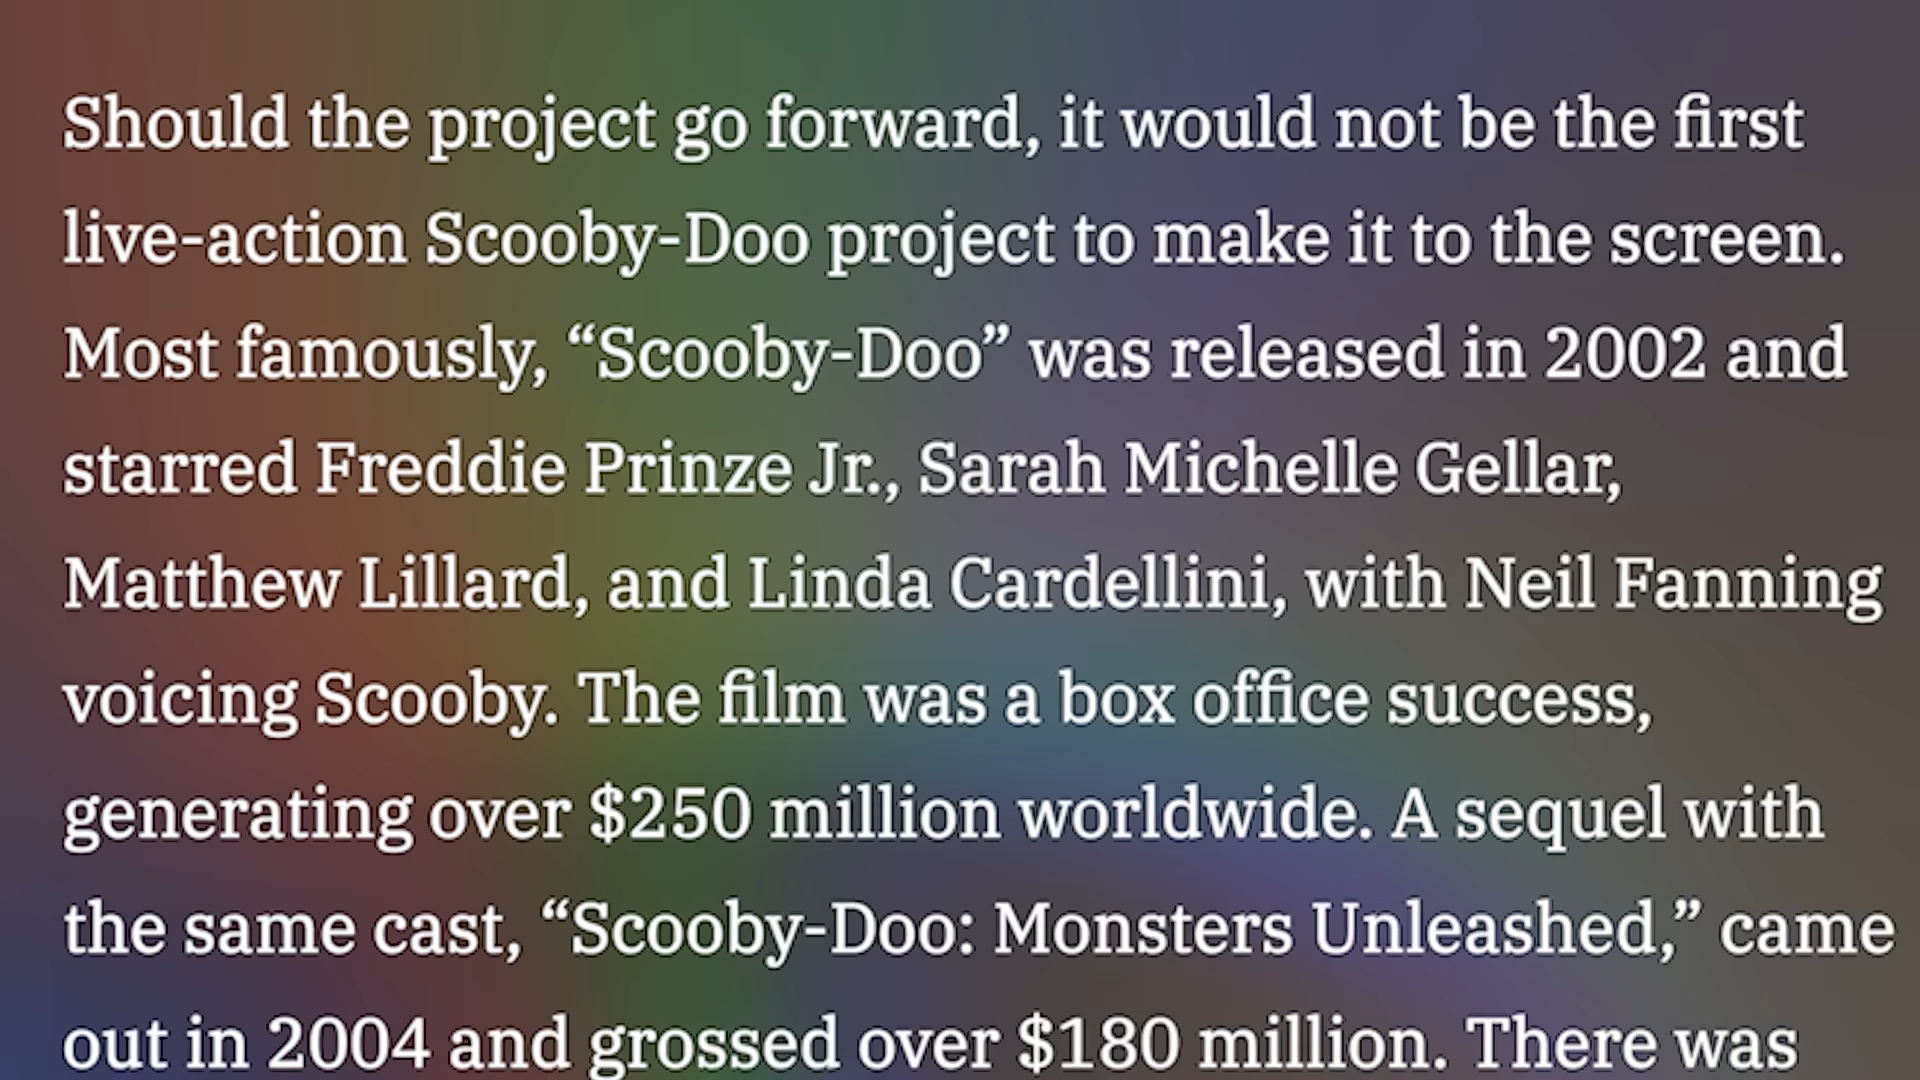 Should the project go forward, it would not be the first
live-action Scooby-Doo project to make it to the screen.
Most famously, “Scooby-Doo” was released in 2002 and
starred Freddie Prinze Jr., Sarah Michelle Gellar,
Matthew Lillard, and Linda Cardellini, with Neil Fanning
voicing Scooby. The film was a box office success,
generating over $250 million worldwide. A sequel with
the same cast, “Scooby-Doo: Monsters Unleashed,” came
out in 2004 and grossed over $180 million. There was